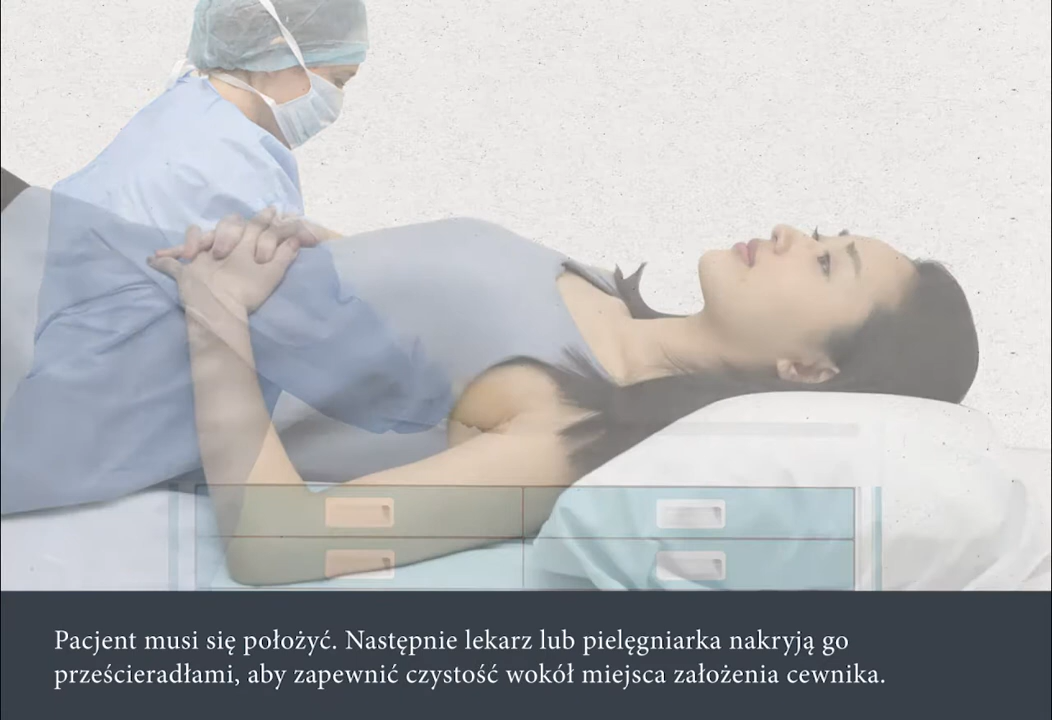 Pacjent musi się położyć. Następnie lekarz lub pielęgniarka nakryją go
prześcieradłami, aby zapewnić czystość wokół miejsca założenia cewnika.